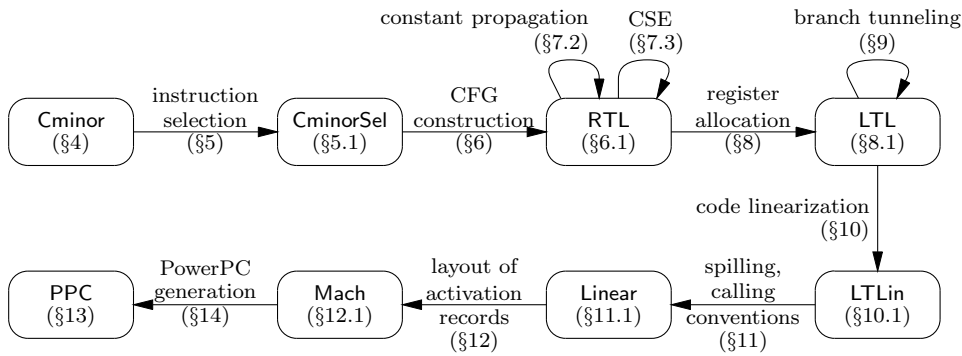 constant propagation
(§7.2)
CSE
(§7.3)
branch tunneling
(§9)
Cminor
(§4)
instruction
selection
(§5)
CminorSel
(§5.1)
CFG
construction
(§6)
RTL
(§6.1)
register
allocation
(§8)
LTL
(§8.1)
code linearization
(§10)
LTLin
(§10.1)
spilling,
calling
conventions
(§11)
Linear
(§11.1)
layout of
activation
records
(§12)
Mach
(§12.1)
PowerPC
generation
(§14)
PPC
(§13)